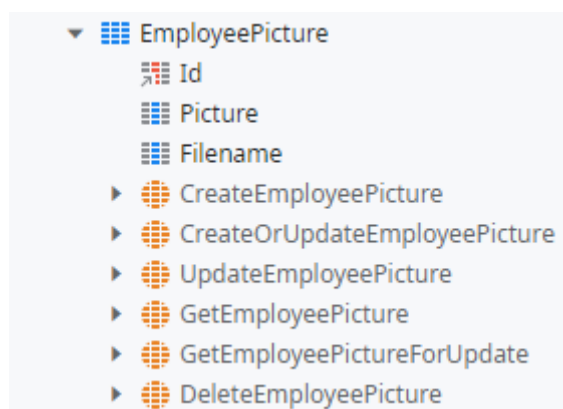 EmployeePicture
Id
Picture
Filename
CreateEmployeePicture
CreateOrUpdateEmployeePicture
UpdateEmployeePicture
GetEmployeePicture
GetEmployeePictureForUpdate
DeleteEmployeePicture